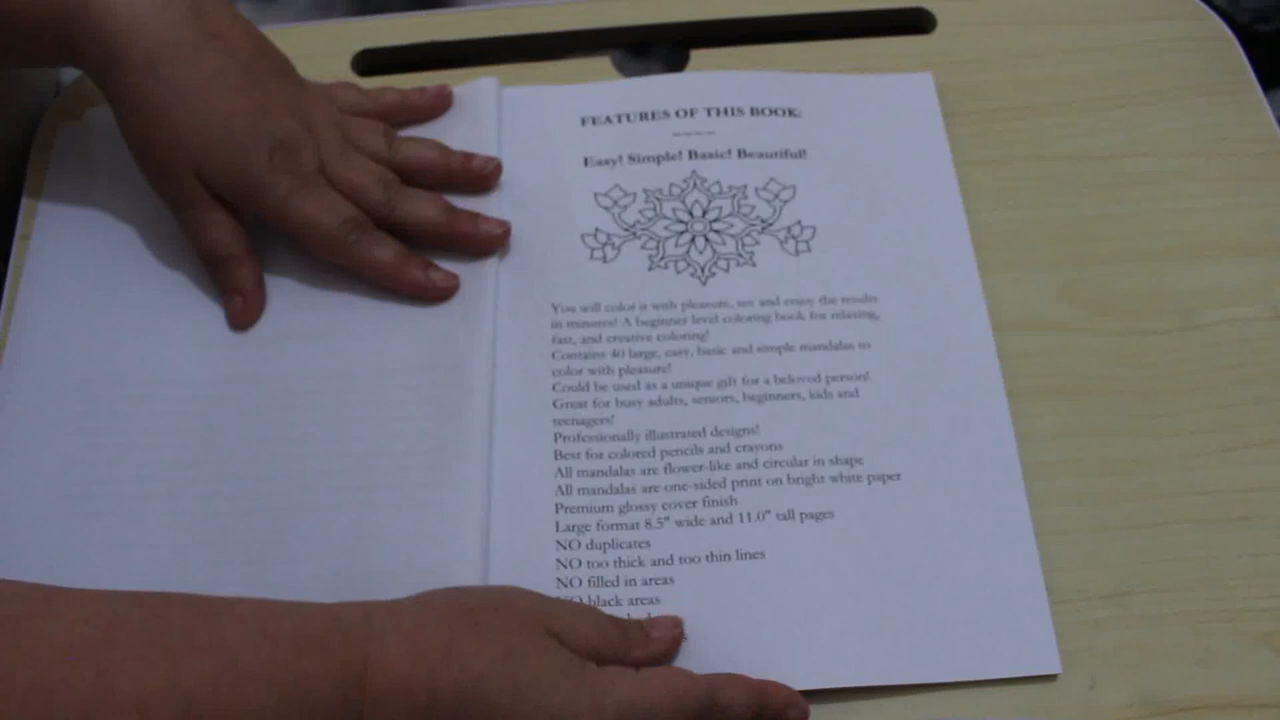 FEATURES OF THIS BOOK
Easy! Simple! Basic! Beautiful!
You will color it with pleasure, see and enjoy the results
in minutes! A beginner level coloring book for relaxing,
fast, and creative coloring!
Contains 40 large, easy, basic and simple mandalas to
color with pleasure!
Could be used as a unique gift for a beloved person!
Great for busy adults, seniors, beginners, kids and
teenagers!
Professionally illustrated designs!
Best for colored pencils and crayons
All mandalas are flower-like and circular in shape
All mandalas are one-sided print on bright white paper
Premium glossy cover finish
Large format 8.5" wide and 11.0" tall pages
NO duplicates
NO too thick and too thin lines
NO filled in areas
NO black areas